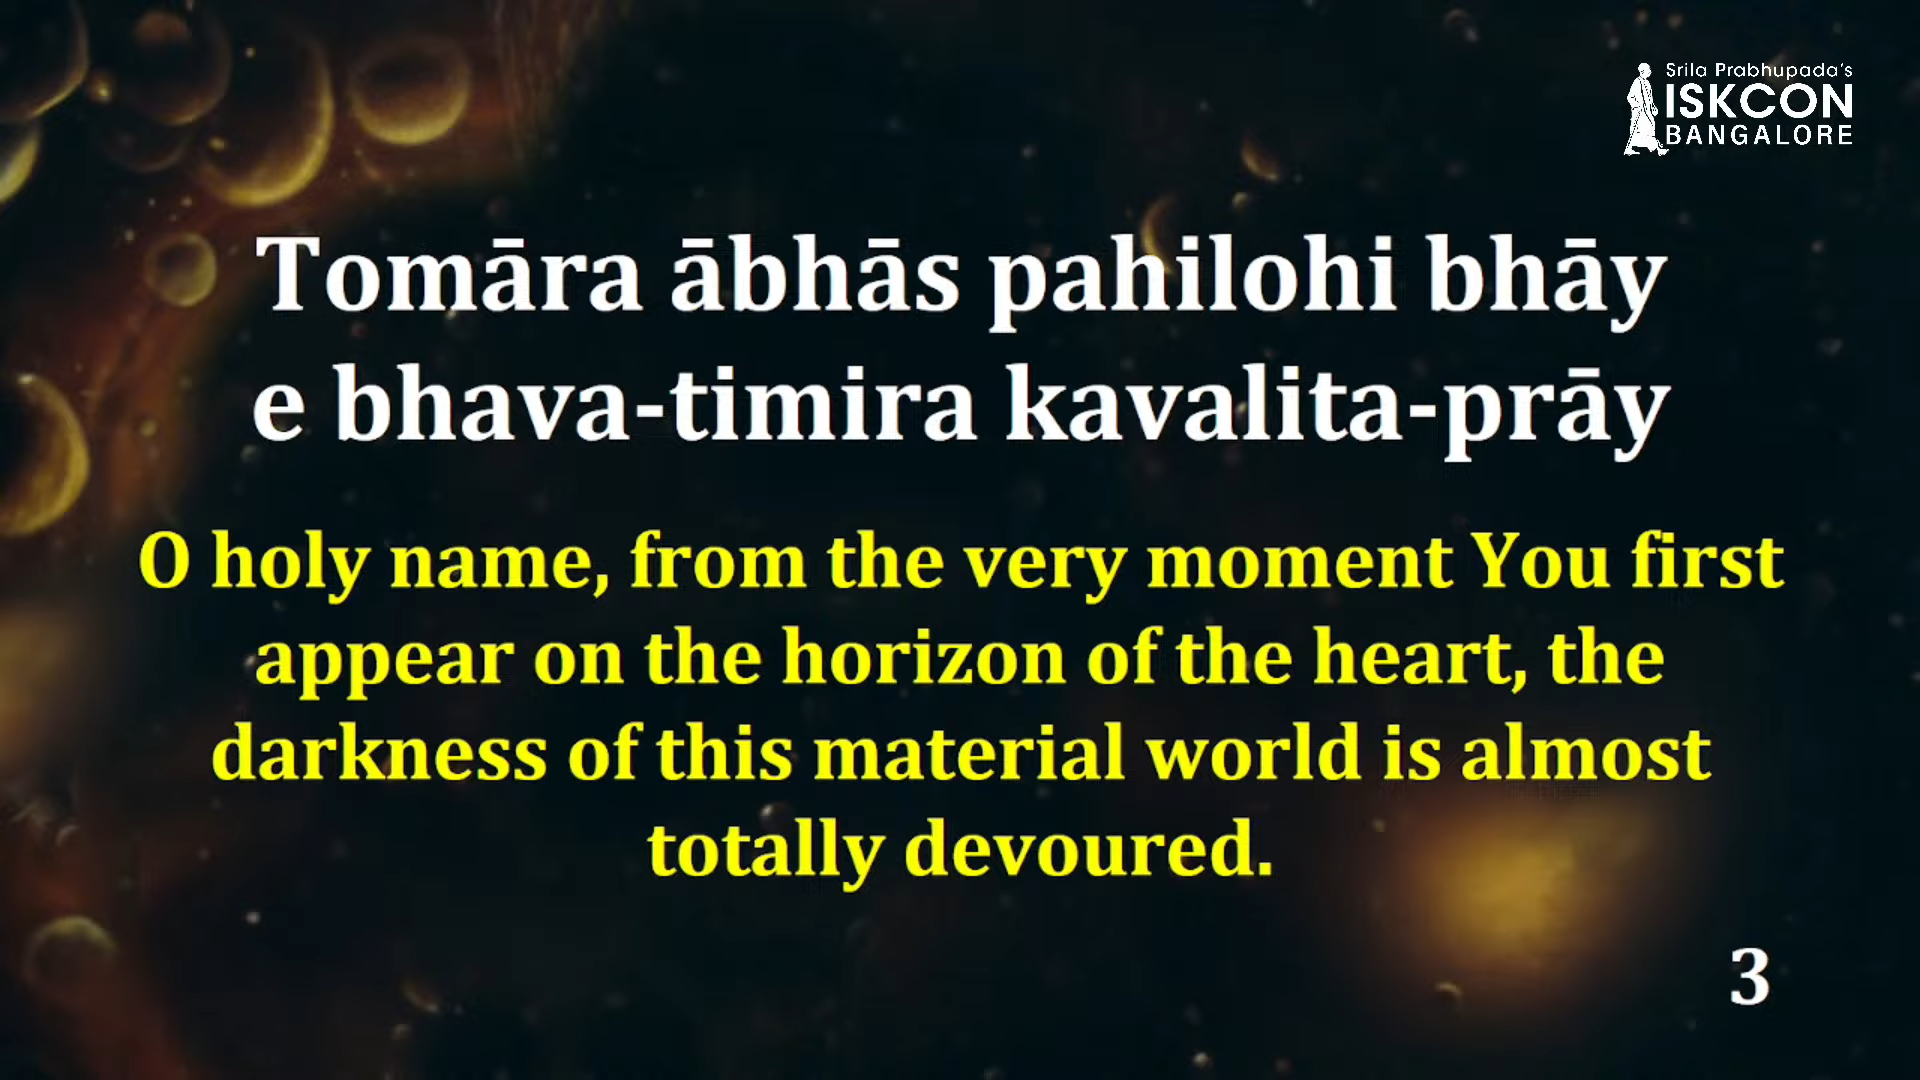 Srila Prabhupada's
ISKCON
BANGALORE
Tomāra ābhās pahilohi bhāy
e bhava-timira kavalita-prāy
O holy name, from the very moment You first
appear on the horizon of the heart, the
darkness of this material world is almost
totally devoured.
3